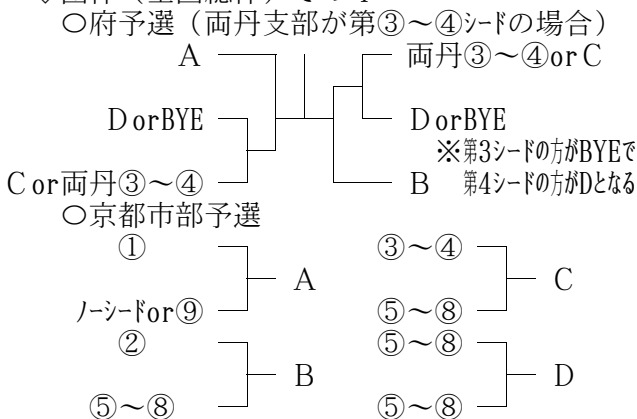 ○府予選（両丹支部が第③～④シードの場合）
A 両丹③～④orC
DorBYE DorBYE
※第3シードの方がBYEで
Cor両丹③～④ B 第4シードの方がDとなる
○京都市部予選
① ③～④
A C
ノーシードor⑨ ⑤～⑧
② ⑤～⑧
B D
⑤～⑧ ⑤～⑧